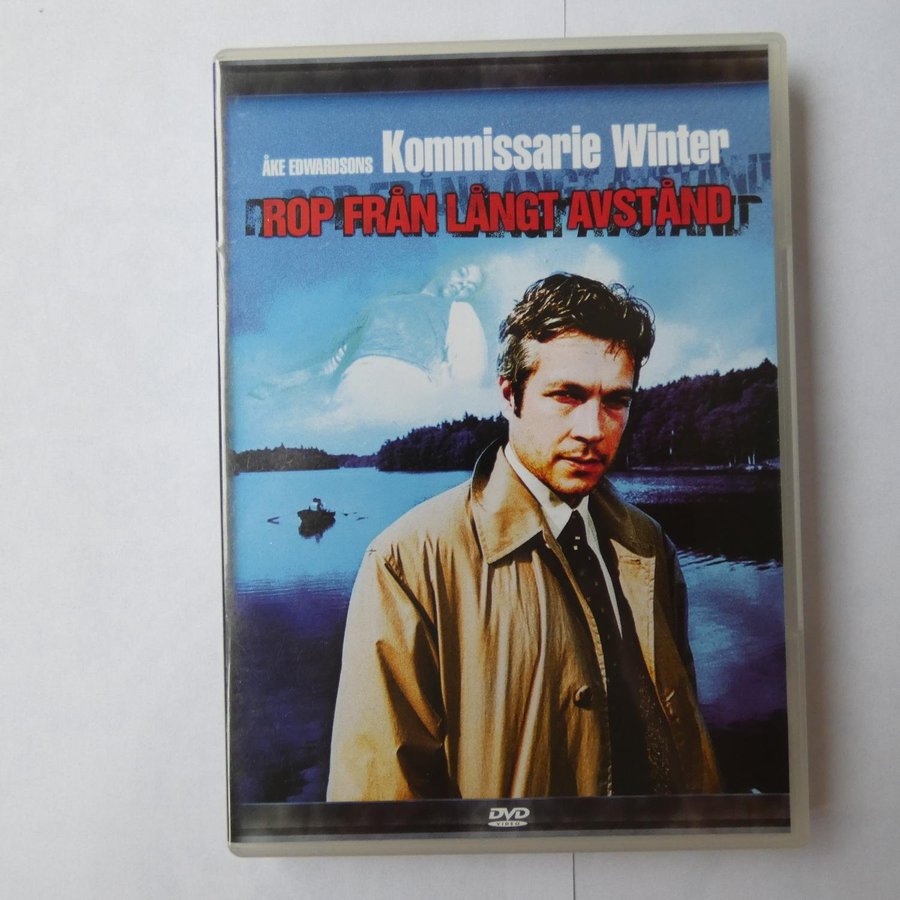 ÅKE EDWARDSONS Kommissarie Winter
ROP FRÅN LÅNGT AVSTÅND
DVD
VIDEO